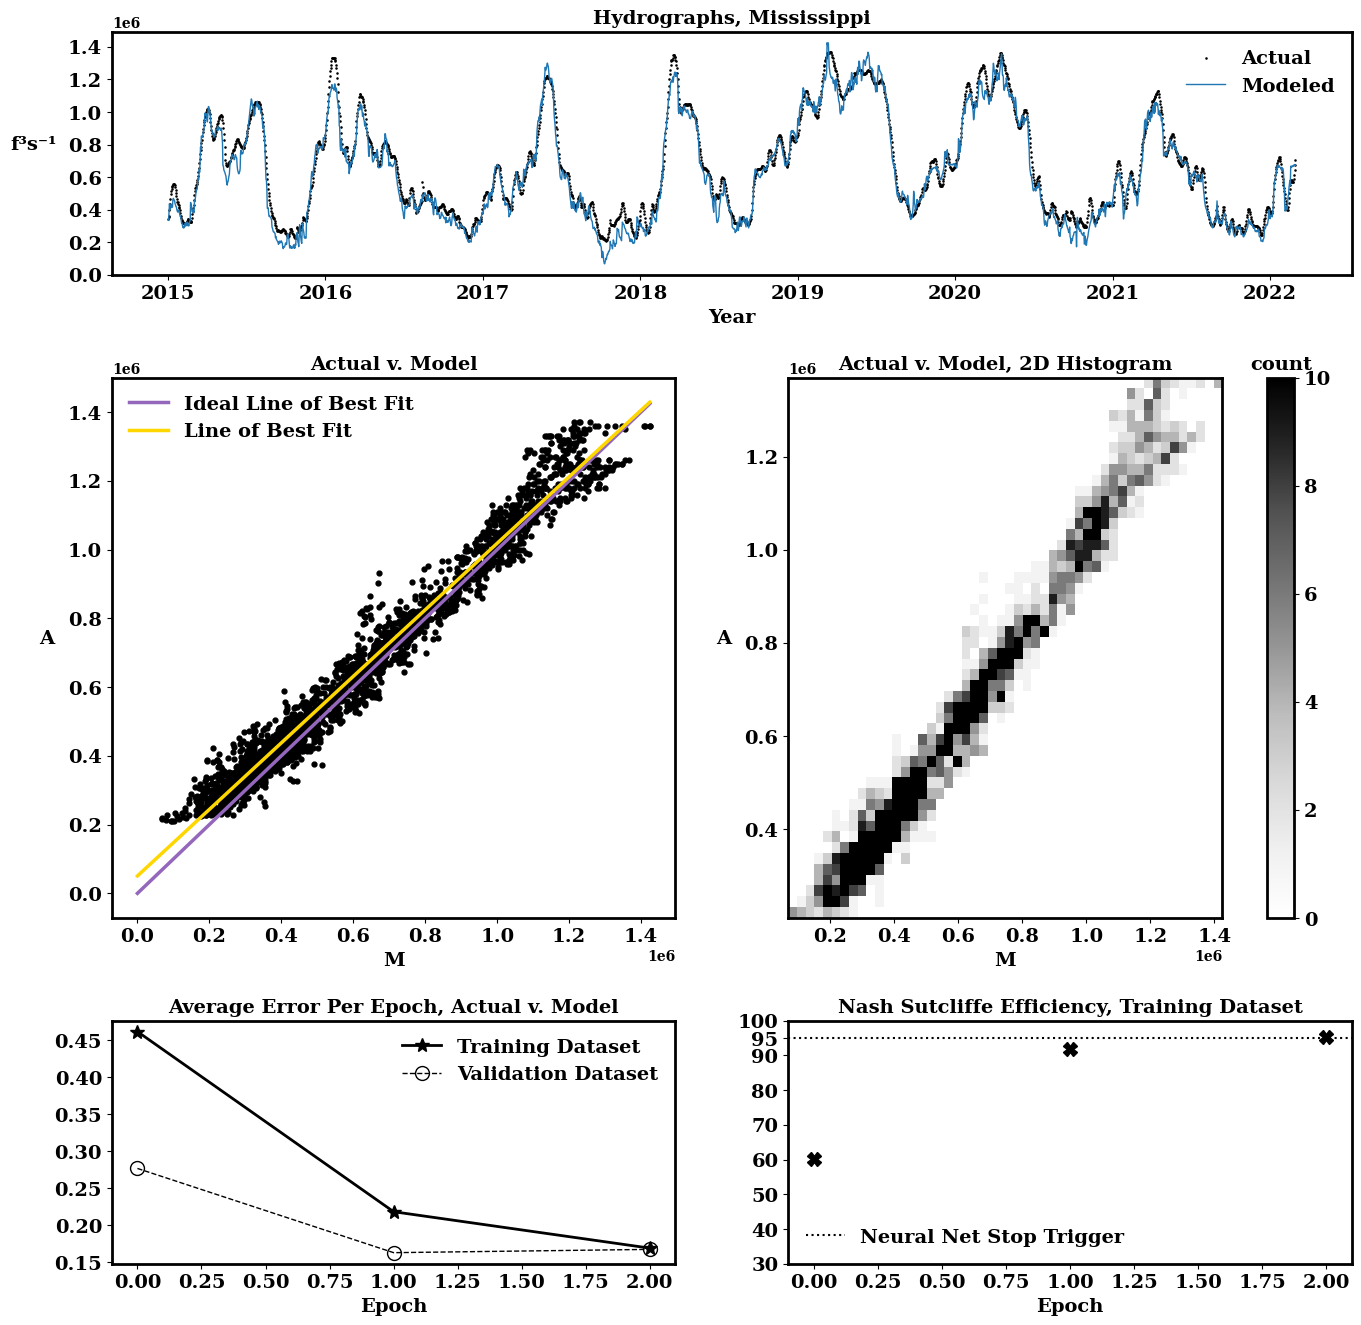 Hydrographs, Mississippi
1e6
1.4
1.2
1.0
0.8
0.6
0.4
0.2
0.0
f³s⁻¹
Actual
Modeled
2015 2016 2017 2018 2019 2020 2021 2022
Year
Actual v. Model
1e6
Ideal Line of Best Fit
Line of Best Fit
1.4
1.2
1.0
0.8
0.6
0.4
0.2
0.0
A
0.0 0.2 0.4 0.6 0.8 1.0 1.2 1.4
1e6
M
Actual v. Model, 2D Histogram
1e6
1.2
1.0
0.8
0.6
0.4
A
0.2 0.4 0.6 0.8 1.0 1.2 1.4
1e6
M
count
10
8
6
4
2
0
Average Error Per Epoch, Actual v. Model
0.45
0.40
0.35
0.30
0.25
0.20
0.15
Training Dataset
Validation Dataset
0.00 0.25 0.50 0.75 1.00 1.25 1.50 1.75 2.00
Epoch
Nash Sutcliffe Efficiency, Training Dataset
100
95
90
80
70
60
50
40
30
Neural Net Stop Trigger
0.00 0.25 0.50 0.75 1.00 1.25 1.50 1.75 2.00
Epoch